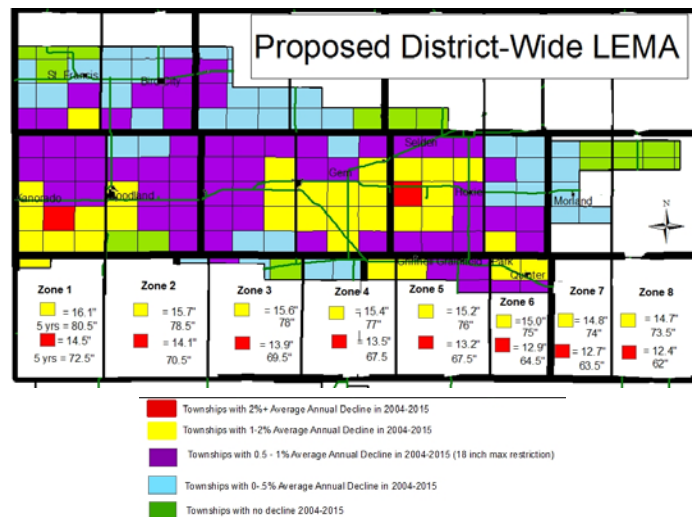 Proposed District-Wide LEMA
St. Francis
Bird City
Selden
Gem
Kanorado
Goodland
Hoxie
Morland
N
Grinnell Grainfield Park
Quinter
Zone 1
= 16.1"
5 yrs = 80.5"
= 14.5"
5 yrs = 72.5"
Zone 2
= 15.7"
78.5"
= 14.1"
70.5"
Zone 3
= 15.6"
78"
= 13.9"
69.5"
Zone 4
= 15.4"
77"
= 13.5"
67.5
Zone 5
= 15.2"
76"
= 13.2"
67.5"
Zone 6
= 15.0"
75"
= 12.9"
64.5"
Zone 7
= 14.8"
74"
= 12.7"
63.5"
Zone 8
= 14.7"
73.5"
= 12.4"
62"
Townships with 2%+ Average Annual Decline in 2004-2015
Townships with 1-2% Average Annual Decline in 2004-2015
Townships with 0.5 - 1% Average Annual Decline in 2004-2015 (18 inch max restriction)
Townships with 0-.5% Average Annual Decline in 2004-2015
Townships with no decline 2004-2015